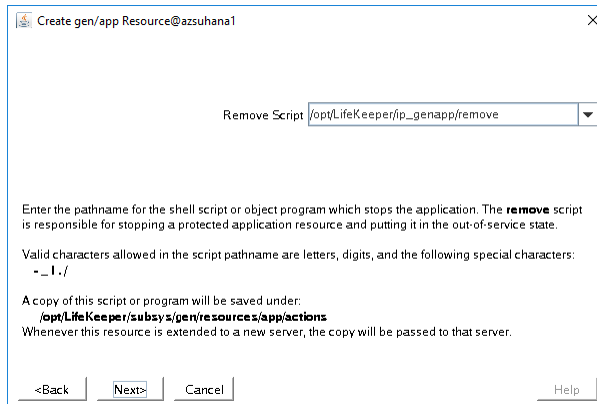 Create gen/app Resource@azsuhana1
Remove Script /opt/LifeKeeper/ip_genapp/remove
Enter the pathname for the shell script or object program which stops the application. The remove script
is responsible for stopping a protected application resource and putting it in the out-of-service state.
Valid characters allowed in the script pathname are letters, digits, and the following special characters:
- _ ! . /
A copy of this script or program will be saved under:
/opt/LifeKeeper/subsys/gen/resources/app/actions
Whenever this resource is extended to a new server, the copy will be passed to that server.
<Back Next> Cancel Help